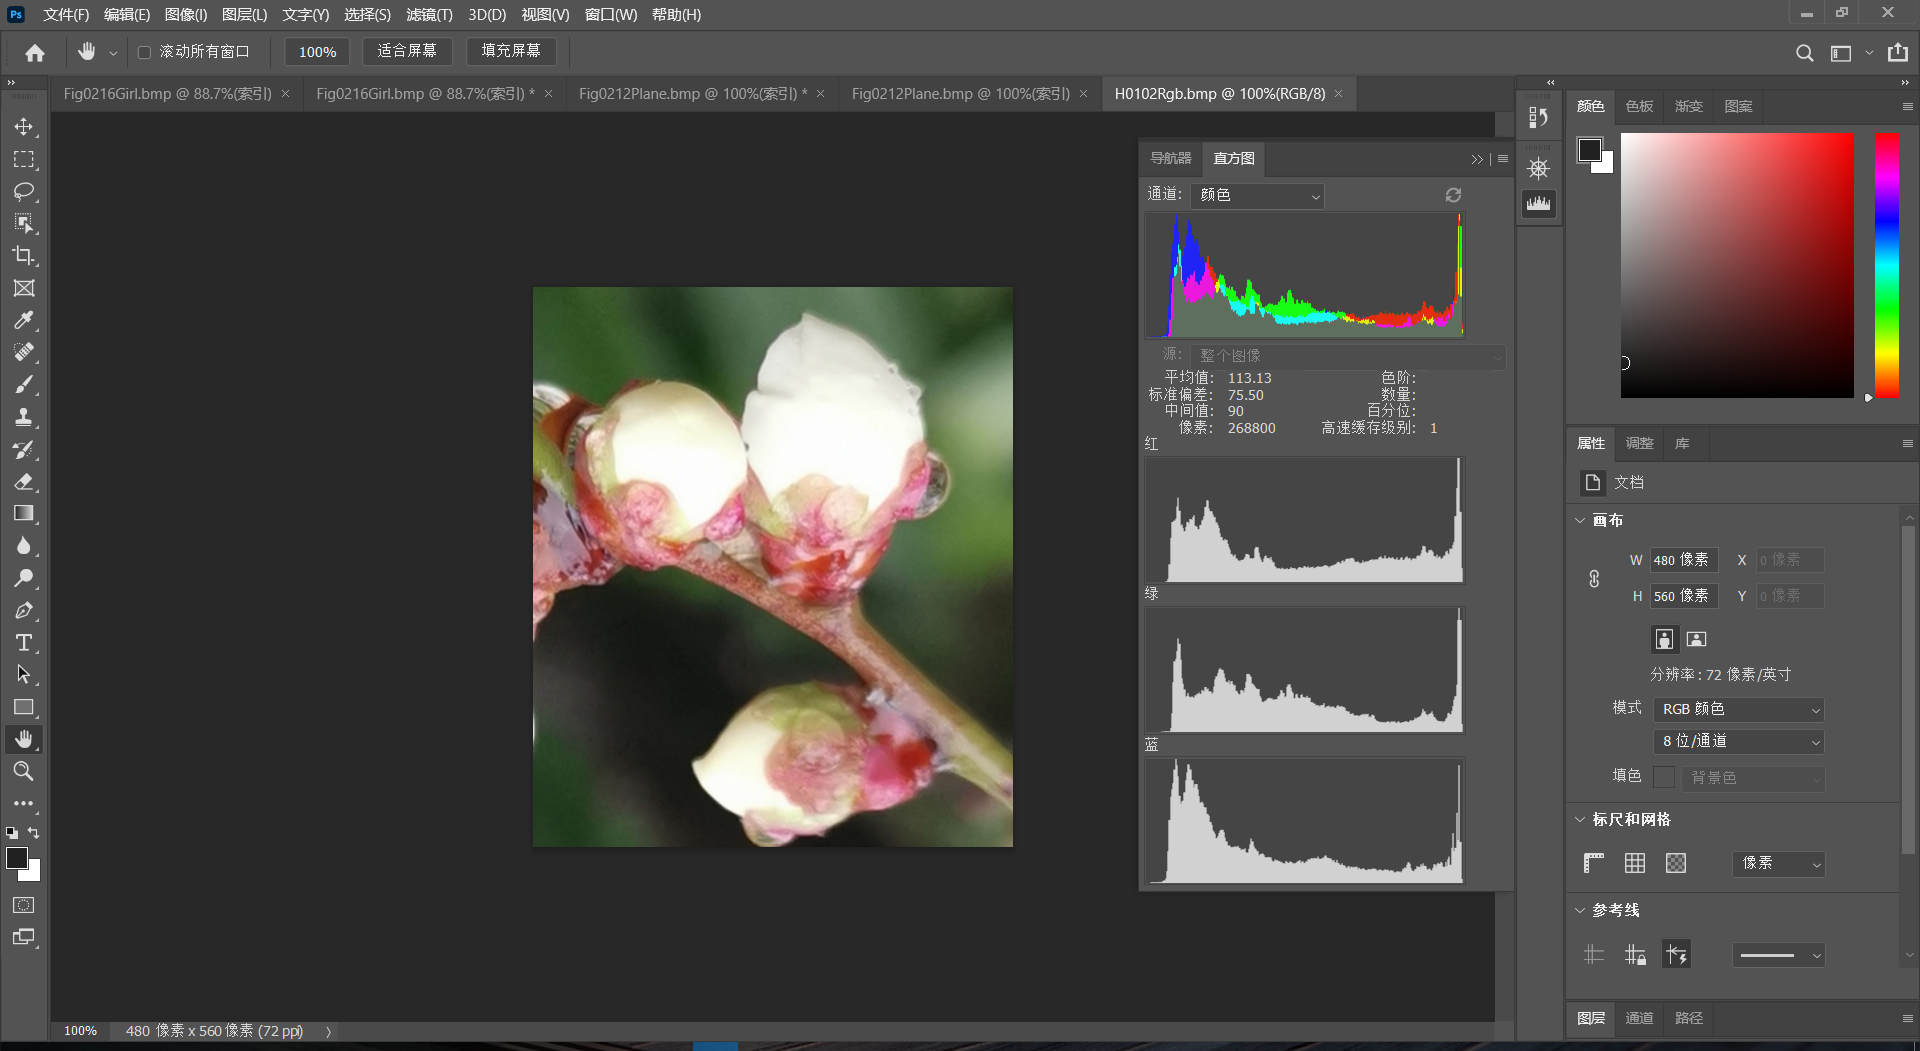 Ps 文件(F) 编辑(E) 图像(I) 图层(L) 文字(Y) 选择(S) 滤镜(T) 3D(D) 视图(V) 窗口(W) 帮助(H)
滚动所有窗口 100% 适合屏幕 填充屏幕
Fig0216Girl.bmp @ 88.7%(索引) × Fig0216Girl.bmp @ 88.7%(索引) * × Fig0212Plane.bmp @ 100%(索引) * × Fig0212Plane.bmp @ 100%(索引) × H0102Rgb.bmp @ 100%(RGB/8) ×
导航器 直方图
通道: 颜色
源: 整个图像
平均值: 113.13 色阶:
标准偏差: 75.50 数量:
中间值: 90 百分位:
像素: 268800 高速缓存级别: 1
红
绿
蓝
颜色 色板 渐变 图案
属性 调整 库
文档
画布
W 480 像素 X 0 像素
H 560 像素 Y 0 像素
分辨率: 72 像素/英寸
模式 RGB 颜色
8 位/通道
填色 背景色
标尺和网格
像素
参考线
图层 通道 路径
100% 480 像素 x 560 像素 (72 ppi)